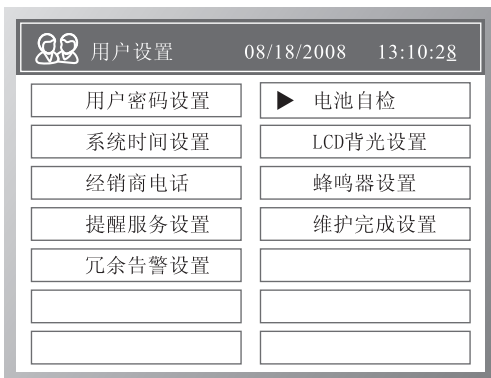 用户设置 08/18/2008 13:10:28
用户密码设置 ▶ 电池自检
系统时间设置 LCD背光设置
经销商电话 蜂鸣器设置
提醒服务设置 维护完成设置
冗余告警设置